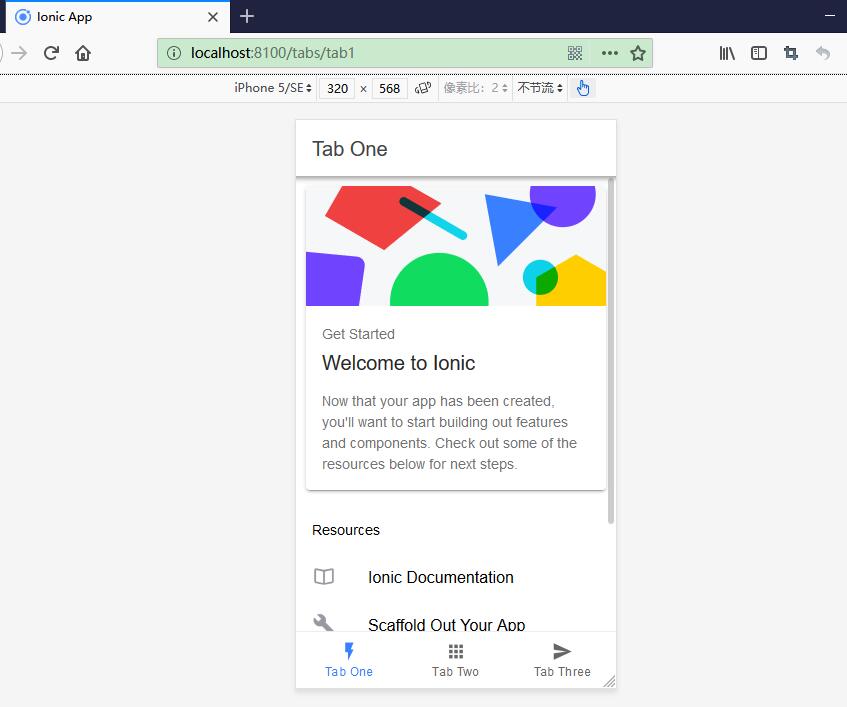 Ionic App
localhost:8100/tabs/tab1
iPhone 5/SE 320 × 568 像素比: 2 不节流
Tab One
Get Started
Welcome to Ionic
Now that your app has been created,
you'll want to start building out features
and components. Check out some of the
resources below for next steps.
Resources
Ionic Documentation
Scaffold Out Your App
Tab One Tab Two Tab Three